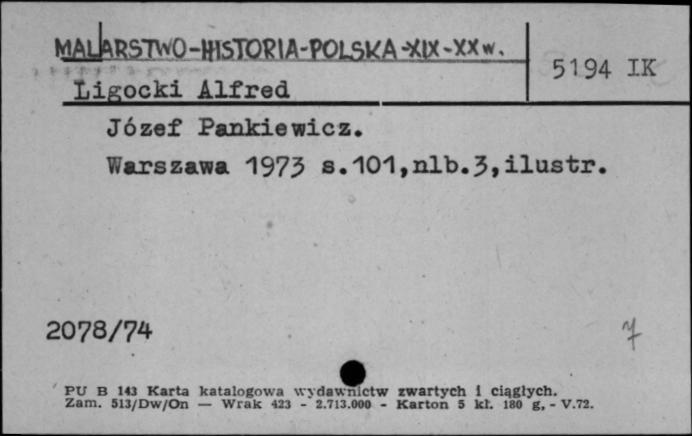 MALARSTWO-HISTORIA-POLSKA-XIX-XXw.
5194 IK
Ligocki Alfred
Józef Pankiewicz.
Warszawa 1973 s.101,nlb.3,ilustr.
2078/74
7
PU B 143 Karta katalogowa wydawnictw zwartych i ciągłych.
Zam. 513/Dw/On — Wrak 423 - 2.713.000 - Karton 5 kl. 180 g, - V.72.